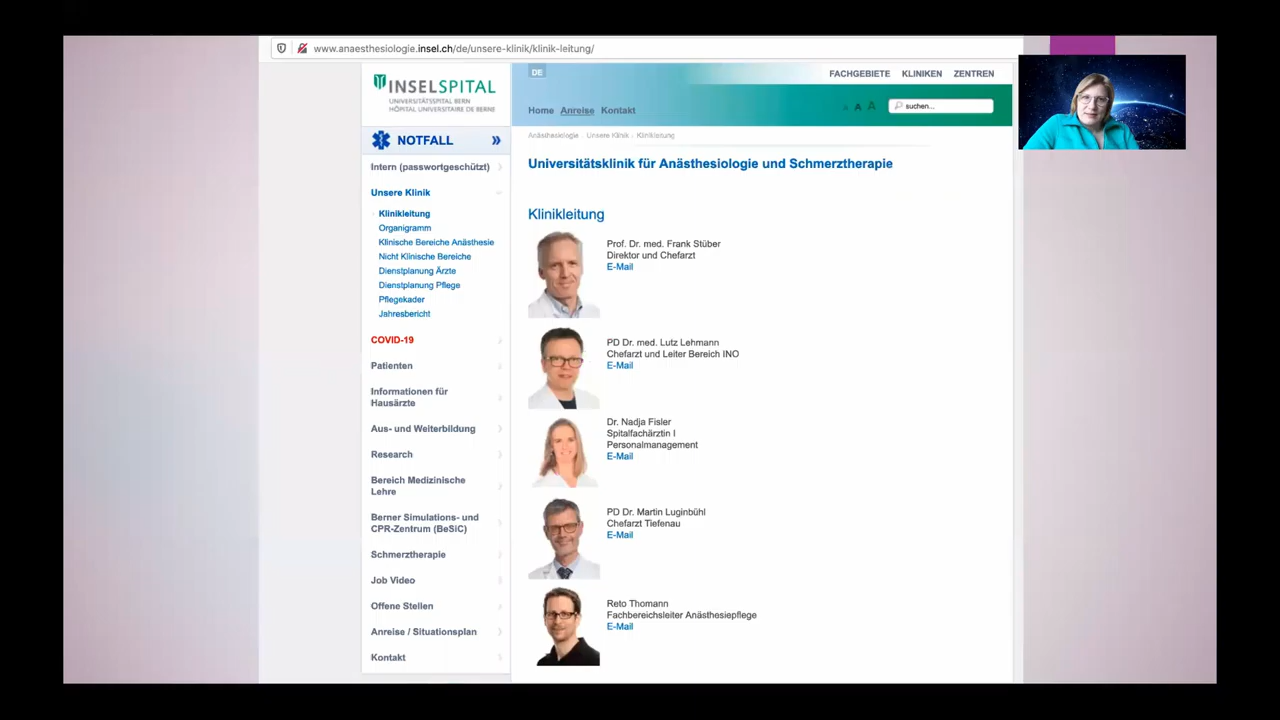 www.anaesthesiologie.insel.ch/de/unsere-klinik/klinik-leitung/
INSELSPITAL
UNIVERSITÄTSSPITAL BERN
HÔPITAL UNIVERSITAIRE DE BERNE
DE
FACHGEBIETE KLINIKEN ZENTREN
Home Anreise Kontakt
A A A
suchen...
NOTFALL »
Anästhesiologie Unsere Klinik Klinikleitung
Intern (passwortgeschützt)
Unsere Klinik
Klinikleitung
Organigramm
Klinische Bereiche Anästhesie
Nicht Klinische Bereiche
Dienstplanung Ärzte
Dienstplanung Pflege
Pflegekader
Jahresbericht
COVID-19
Patienten
Informationen für
Hausärzte
Aus- und Weiterbildung
Research
Bereich Medizinische
Lehre
Berner Simulations- und
CPR-Zentrum (BeSiC)
Schmerztherapie
Job Video
Offene Stellen
Anreise / Situationsplan
Kontakt
Universitätsklinik für Anästhesiologie und Schmerztherapie
Klinikleitung
Prof. Dr. med. Frank Stüber
Direktor und Chefarzt
E-Mail
PD Dr. med. Lutz Lehmann
Chefarzt und Leiter Bereich INO
E-Mail
Dr. Nadja Fisler
Spitalfachärztin I
Personalmanagement
E-Mail
PD Dr. Martin Luginbühl
Chefarzt Tiefenau
E-Mail
Reto Thomann
Fachbereichsleiter Anästhesiepflege
E-Mail